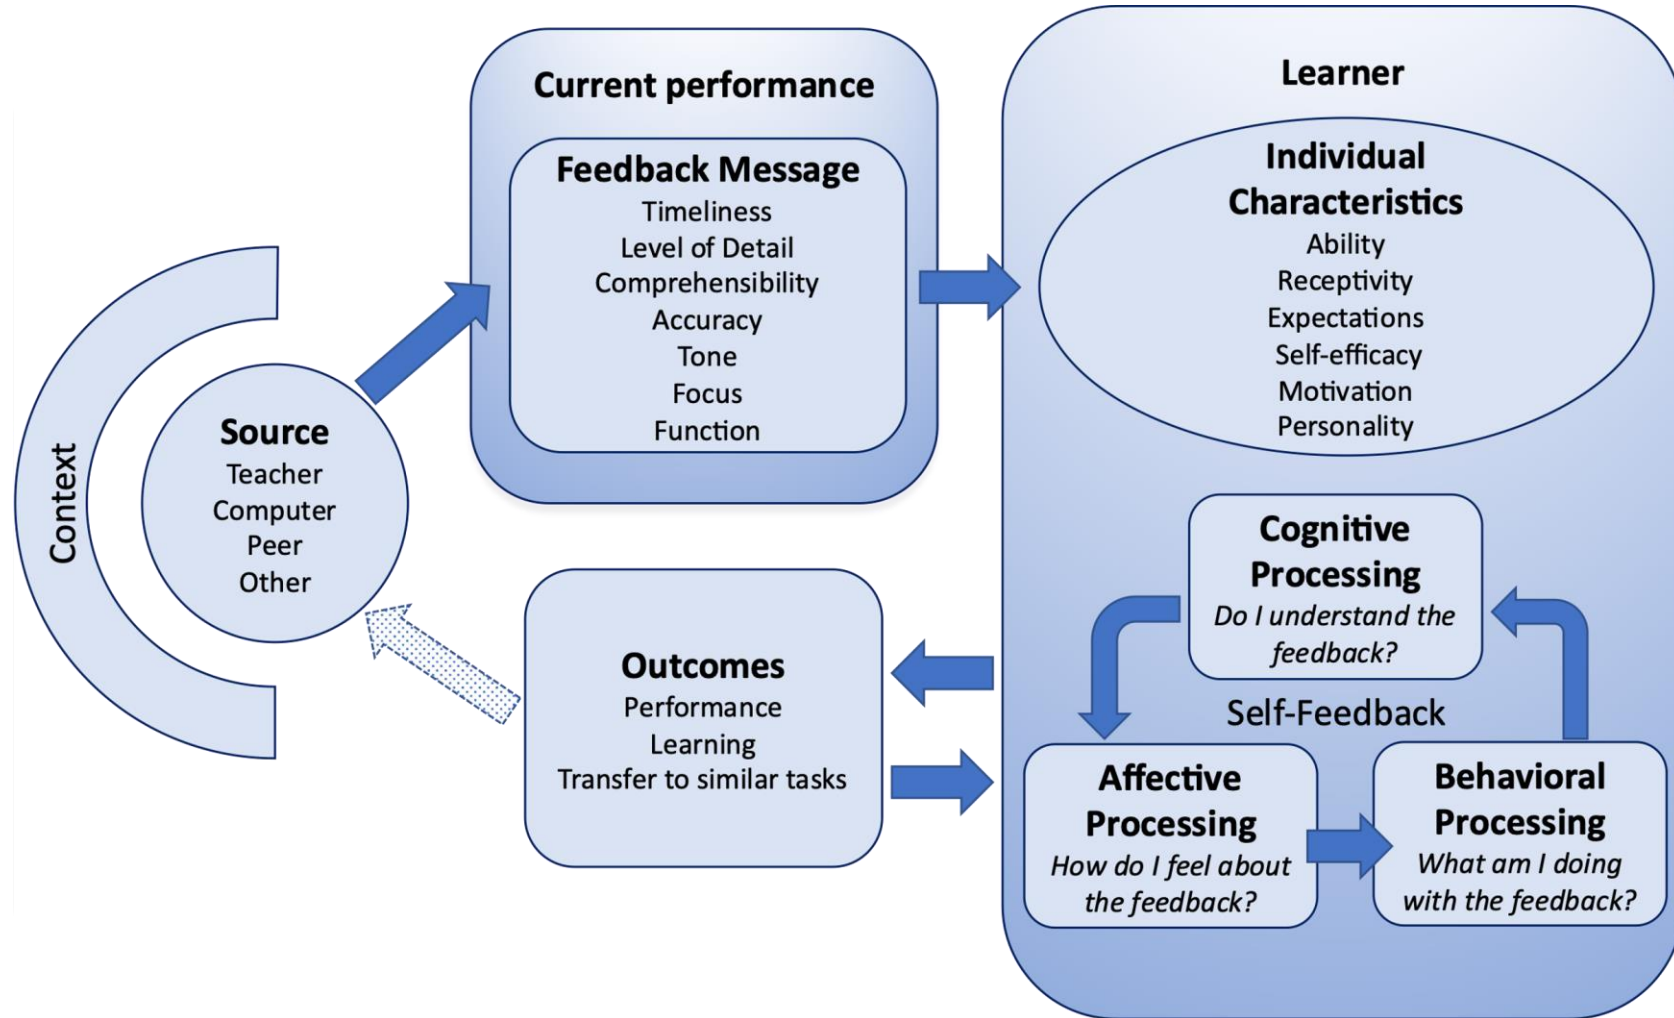 Context
Source
Teacher
Computer
Peer
Other
Current performance
Feedback Message
Timeliness
Level of Detail
Comprehensibility
Accuracy
Tone
Focus
Function
Learner
Individual
Characteristics
Ability
Receptivity
Expectations
Self-efficacy
Motivation
Personality
Cognitive
Processing
Do I understand the
feedback?
Self-Feedback
Affective
Processing
How do I feel about
the feedback?
Behavioral
Processing
What am I doing
with the feedback?
Outcomes
Performance
Learning
Transfer to similar tasks